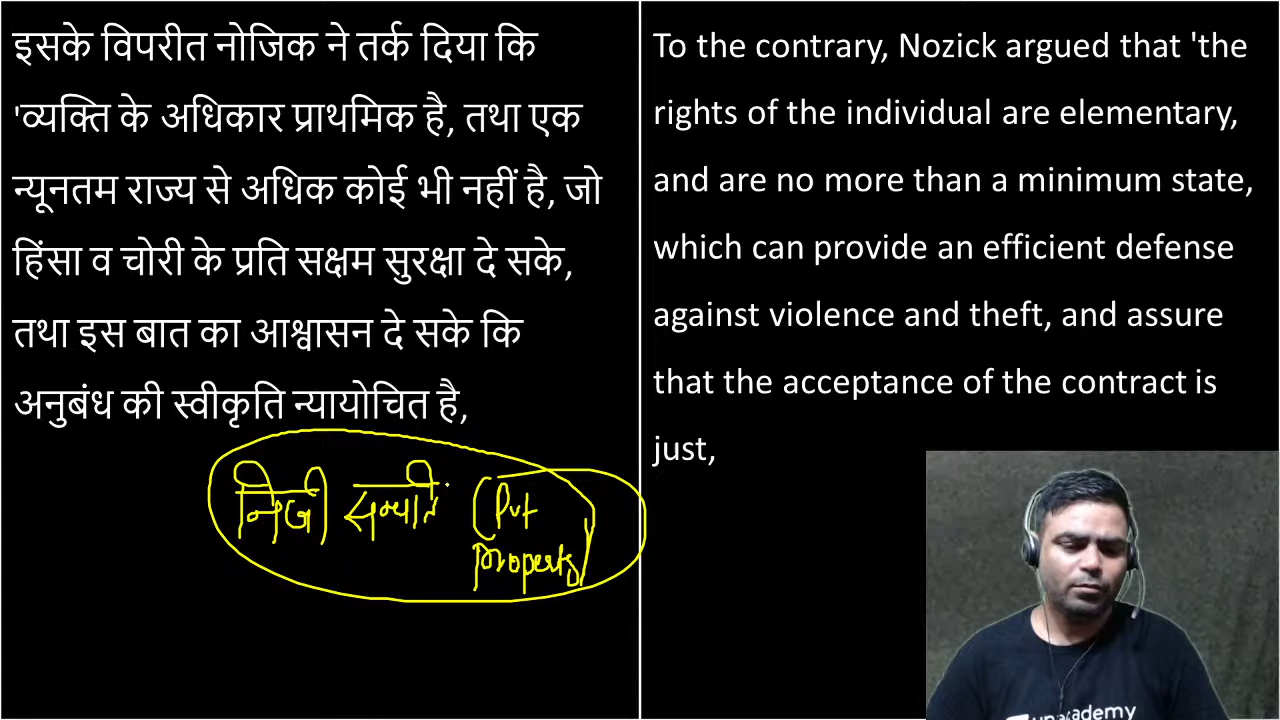 इसके विपरीत नोजिक ने तर्क दिया कि
'व्यक्ति के अधिकार प्राथमिक है, तथा एक
न्यूनतम राज्य से अधिक कोई भी नहीं है, जो
हिंसा व चोरी के प्रति सक्षम सुरक्षा दे सके,
तथा इस बात का आश्वासन दे सके कि
अनुबंध की स्वीकृति न्यायोचित है,
निजी सम्पति (Pvt
Property)
To the contrary, Nozick argued that 'the
rights of the individual are elementary,
and are no more than a minimum state,
which can provide an efficient defense
against violence and theft, and assure
that the acceptance of the contract is
just,
unacademy